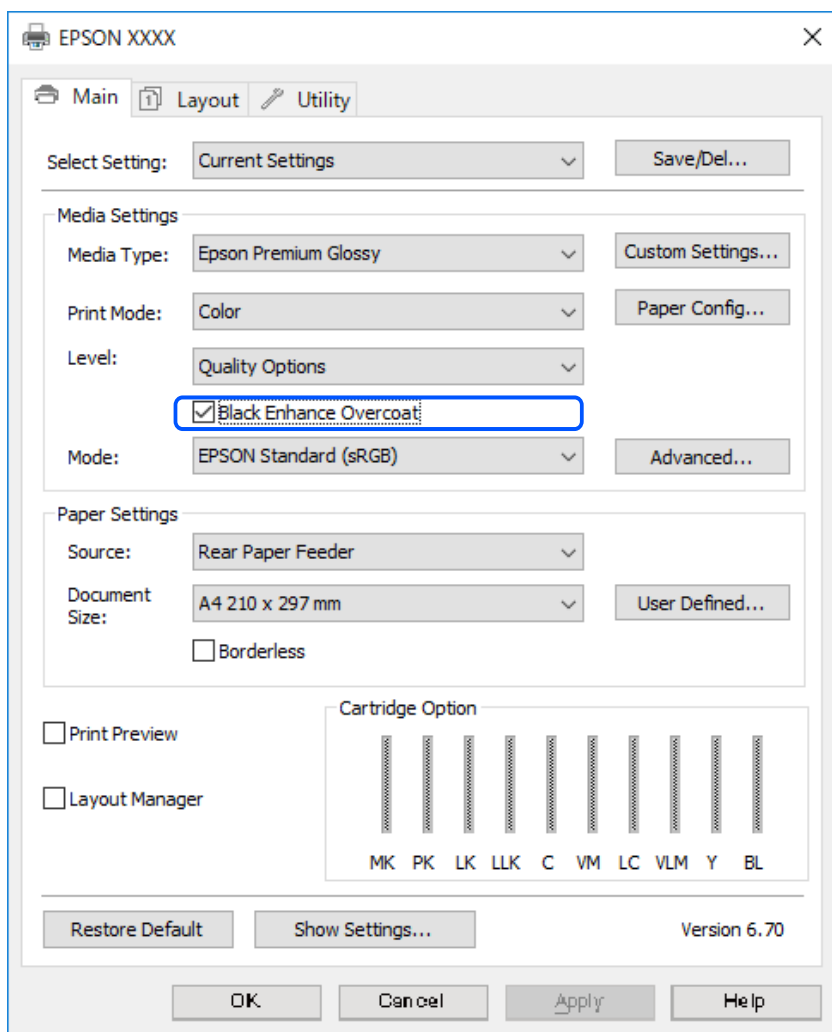 EPSON XXXX
Main Layout Utility
Select Setting: Current Settings Save/Del...
Media Settings
Media Type: Epson Premium Glossy Custom Settings...
Print Mode: Color Paper Config...
Level: Quality Options
Black Enhance Overcoat
Mode: EPSON Standard (sRGB) Advanced...
Paper Settings
Source: Rear Paper Feeder
Document
Size: A4 210 x 297 mm User Defined...
Borderless
Cartridge Option
Print Preview
Layout Manager
MK PK LK LLK C VM LC VLM Y BL
Restore Default Show Settings... Version 6.70
OK Cancel Apply Help